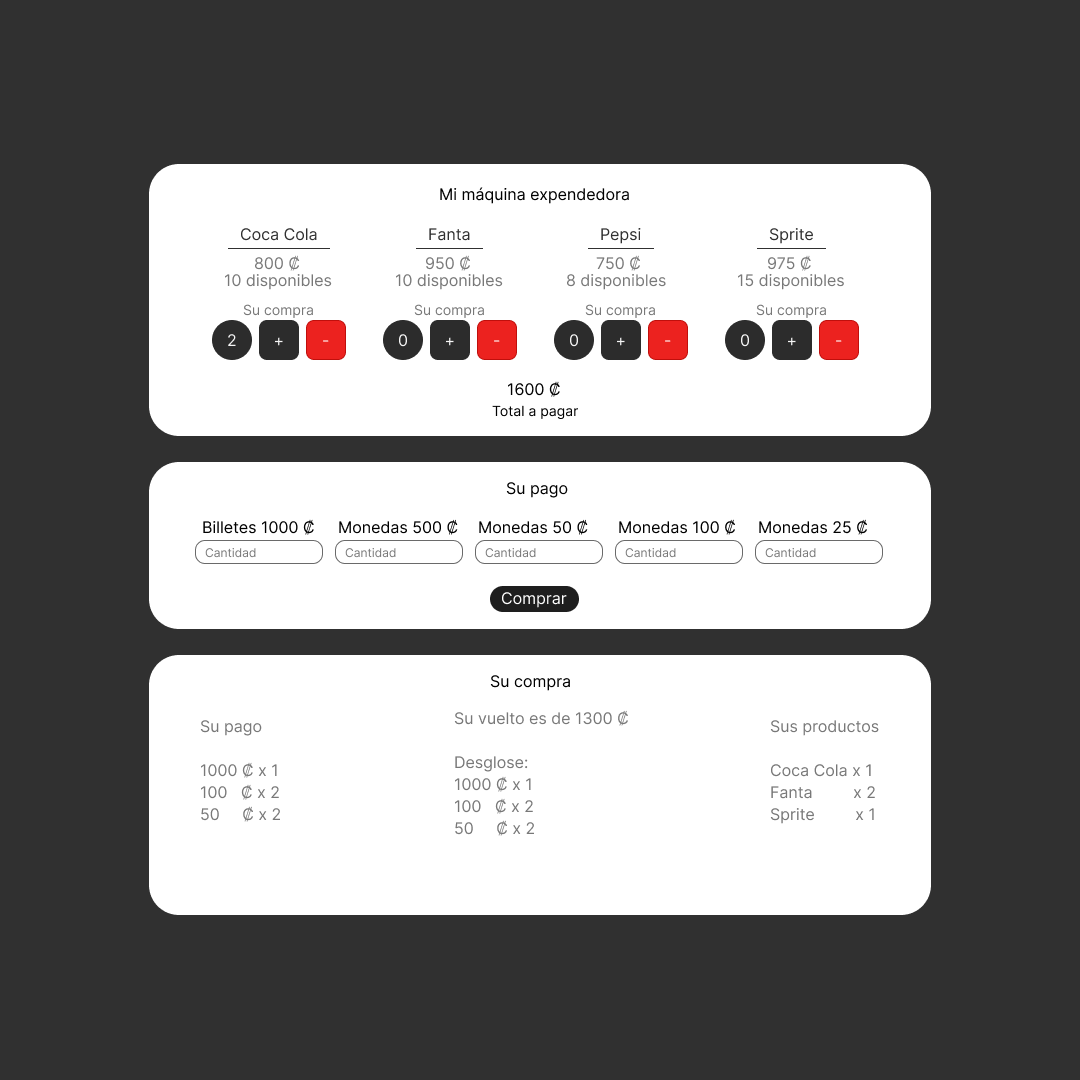 Mi máquina expendedora
Coca Cola Fanta Pepsi Sprite
800 ₡ 950 ₡ 750 ₡ 975 ₡
10 disponibles 10 disponibles 8 disponibles 15 disponibles
Su compra Su compra Su compra Su compra
2 + - 0 + - 0 + - 0 + -
1600 ₡
Total a pagar
Su pago
Billetes 1000 ₡ Monedas 500 ₡ Monedas 50 ₡ Monedas 100 ₡ Monedas 25 ₡
Cantidad Cantidad Cantidad Cantidad Cantidad
Comprar
Su compra
Su pago
1000 ₡ x 1
100 ₡ x 2
50 ₡ x 2
Su vuelto es de 1300 ₡
Desglose:
1000 ₡ x 1
100 ₡ x 2
50 ₡ x 2
Sus productos
Coca Cola x 1
Fanta x 2
Sprite x 1